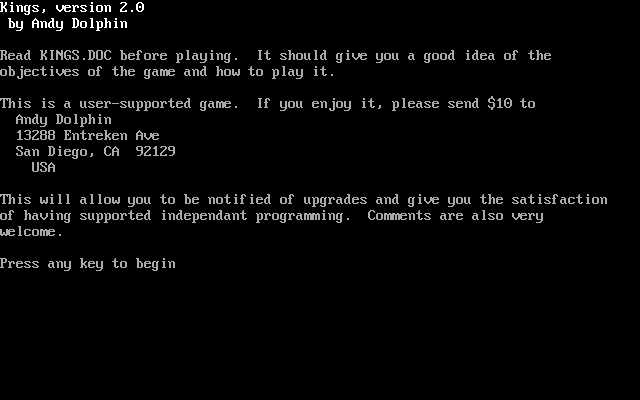 Kings, version 2.0
by Andy Dolphin
Read KINGS.DOC before playing.  It should give you a good idea of the
objectives of the game and how to play it.
This is a user-supported game.  If you enjoy it, please send $10 to
Andy Dolphin
13288 Entreken Ave
San Diego, CA  92129
USA
This will allow you to be notified of upgrades and give you the satisfaction
of having supported independant programming.  Comments are also very
welcome.
Press any key to begin